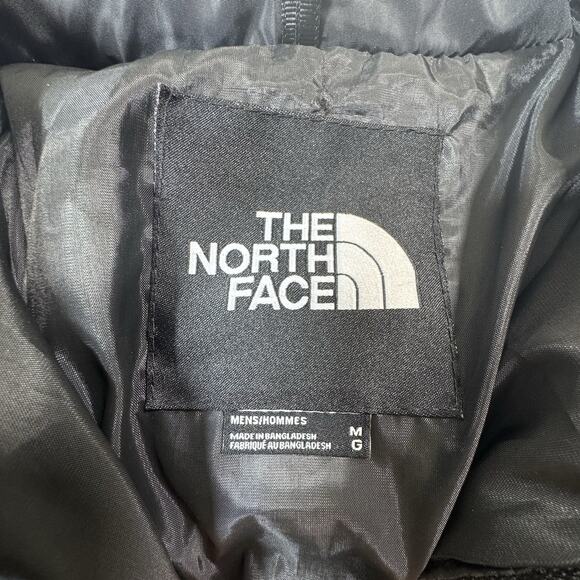 THE
NORTH
FACE
MENS/HOMMES M
MADE IN BANGLADESH
FABRIQUÉ AU BANGLADESH G